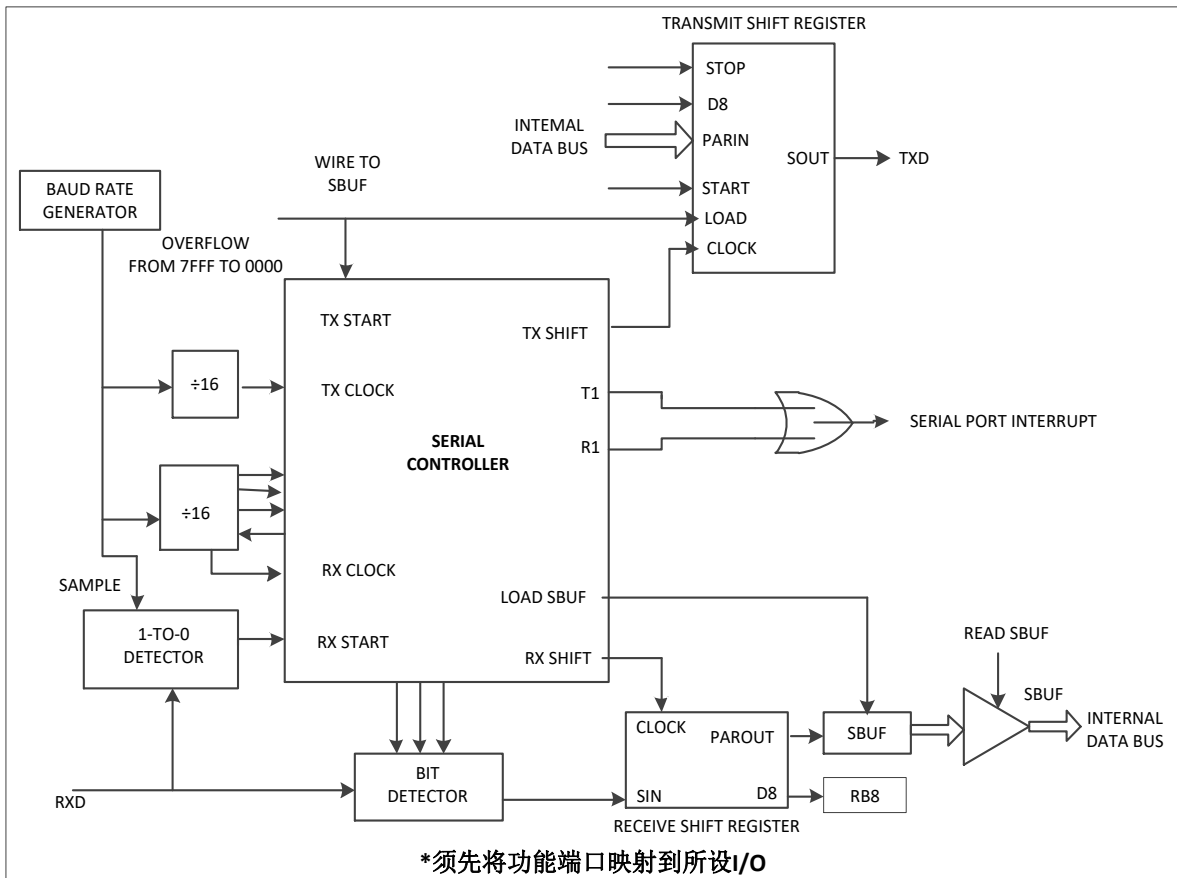 TRANSMIT SHIFT REGISTER
STOP
D8
INTEMAL
DATA BUS
PARIN
SOUT
TXD
START
LOAD
CLOCK
WIRE TO
SBUF
BAUD RATE
GENERATOR
OVERFLOW
FROM 7FFF TO 0000
TX START
TX SHIFT
÷16
TX CLOCK
T1
SERIAL PORT INTERRUPT
R1
SERIAL
CONTROLLER
÷16
RX CLOCK
SAMPLE
LOAD SBUF
1-TO-0
DETECTOR
RX START
RX SHIFT
READ SBUF
SBUF
CLOCK
PAROUT
SBUF
INTERNAL
DATA BUS
BIT
DETECTOR
RXD
SIN
D8
RB8
RECEIVE SHIFT REGISTER
*须先将功能端口映射到所设I/O